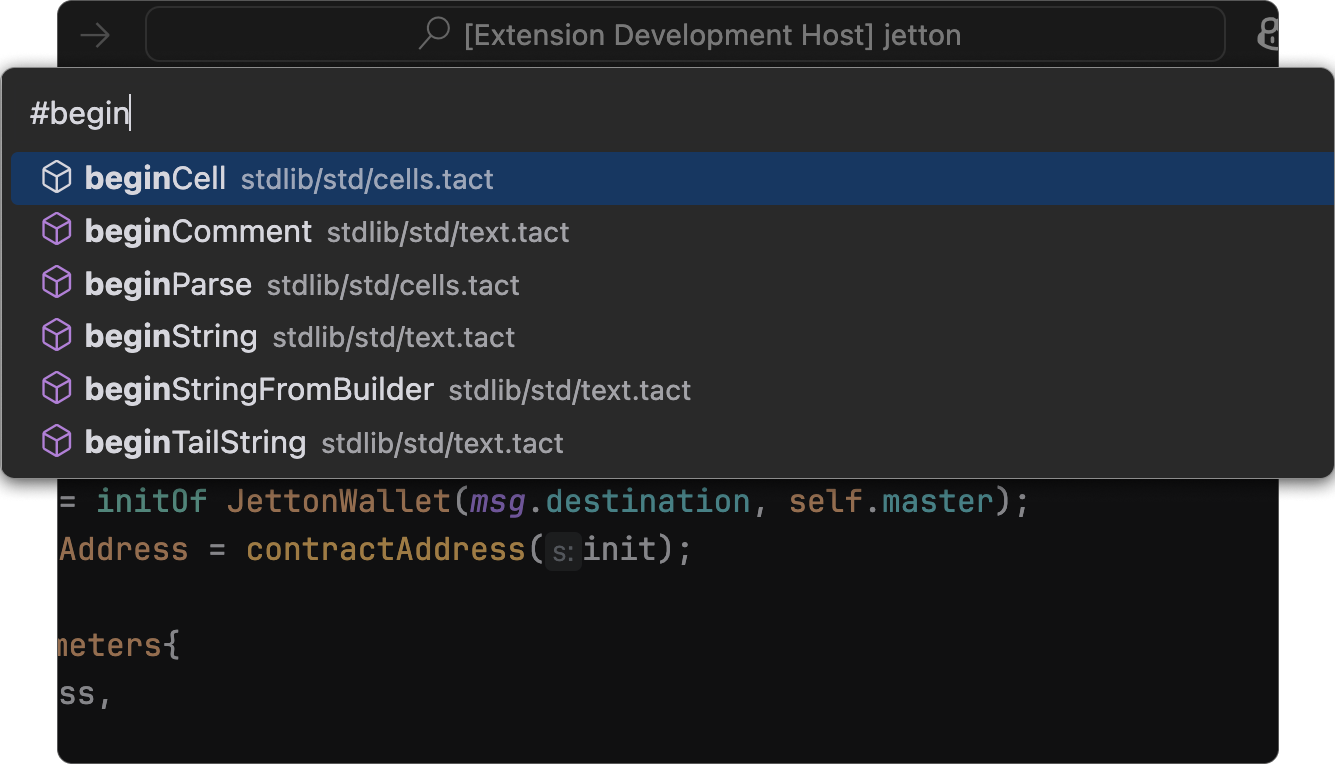 [Extension Development Host] jetton
#begin
beginCell stdlib/std/cells.tact
beginComment stdlib/std/text.tact
beginParse stdlib/std/cells.tact
beginString stdlib/std/text.tact
beginStringFromBuilder stdlib/std/text.tact
beginTailString stdlib/std/text.tact
= initOf JettonWallet(msg.destination, self.master);
Address = contractAddress(s:init);
meters{
ss,